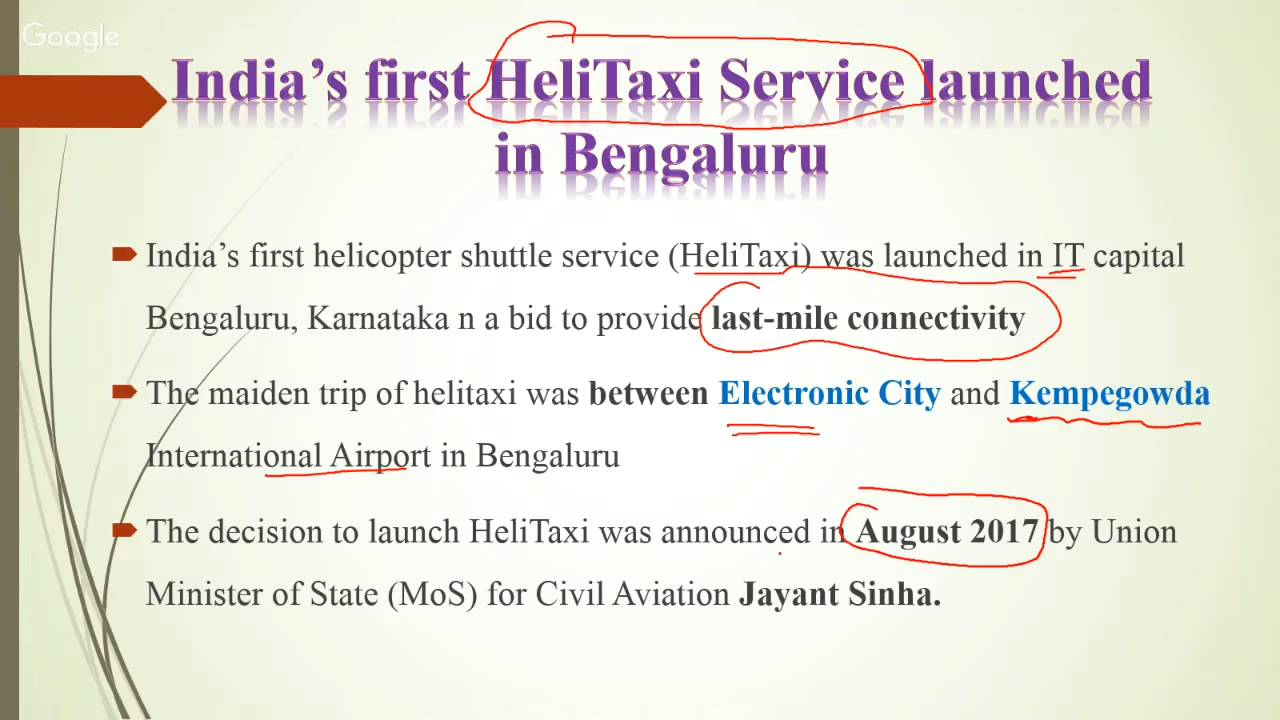 Google
India’s first HeliTaxi Service launched
in Bengaluru
India’s first helicopter shuttle service (HeliTaxi) was launched in IT capital
Bengaluru, Karnataka n a bid to provide last-mile connectivity
The maiden trip of helitaxi was between Electronic City and Kempegowda
International Airport in Bengaluru
The decision to launch HeliTaxi was announced in August 2017 by Union
Minister of State (MoS) for Civil Aviation Jayant Sinha.